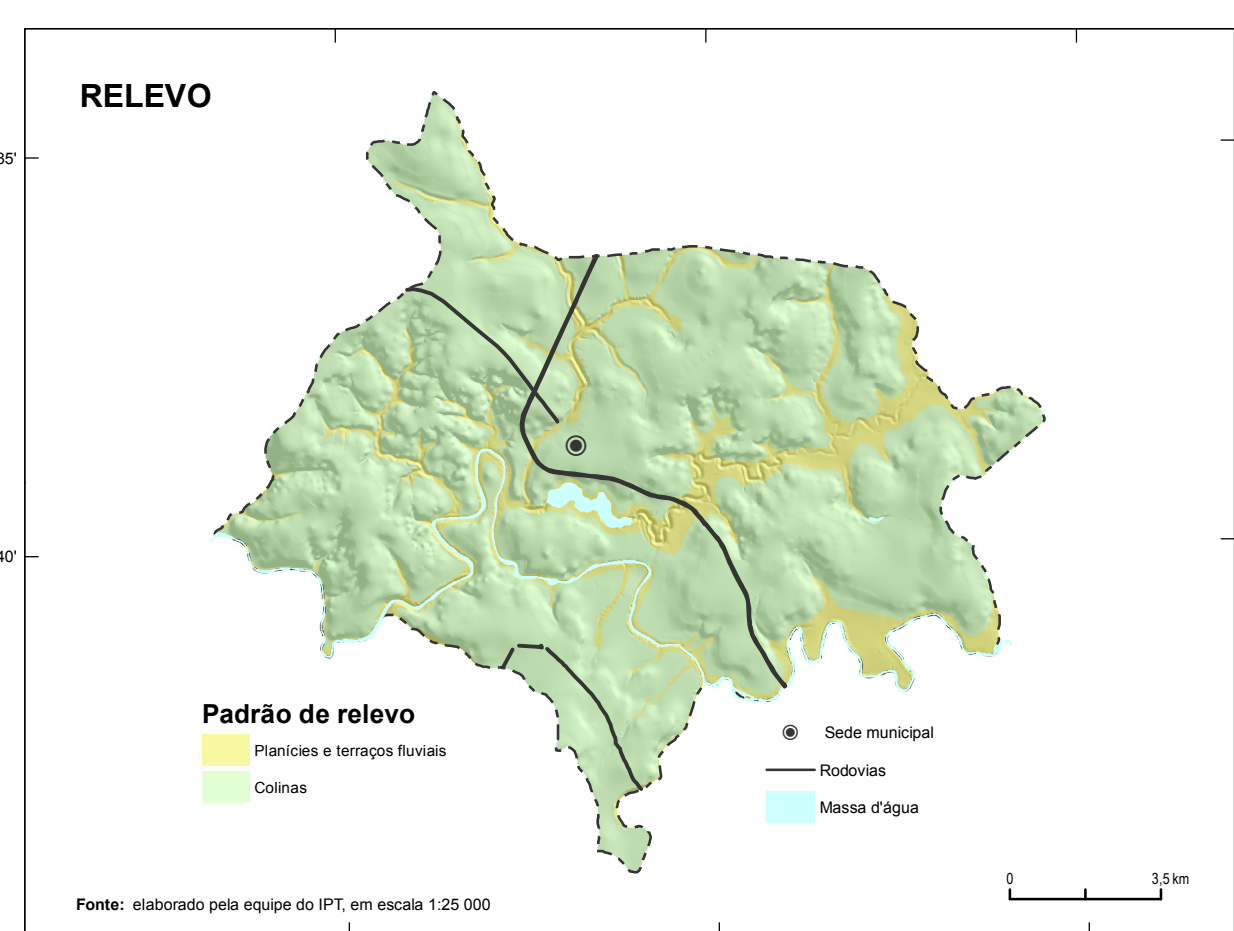 RELEVO
35'
40'
Padrão de relevo
Planícies e terraços fluviais
Colinas
Sede municipal
Rodovias
Massa d'água
0 3,5 km
Fonte: elaborado pela equipe do IPT, em escala 1:25 000